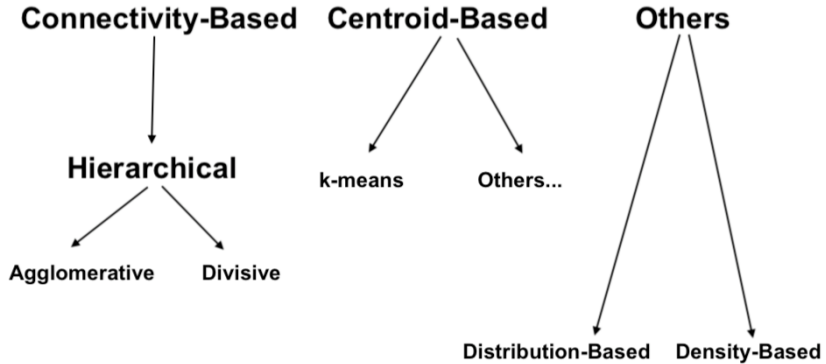 Connectivity-Based Centroid-Based Others
Hierarchical
k-means Others...
Agglomerative Divisive
Distribution-Based Density-Based